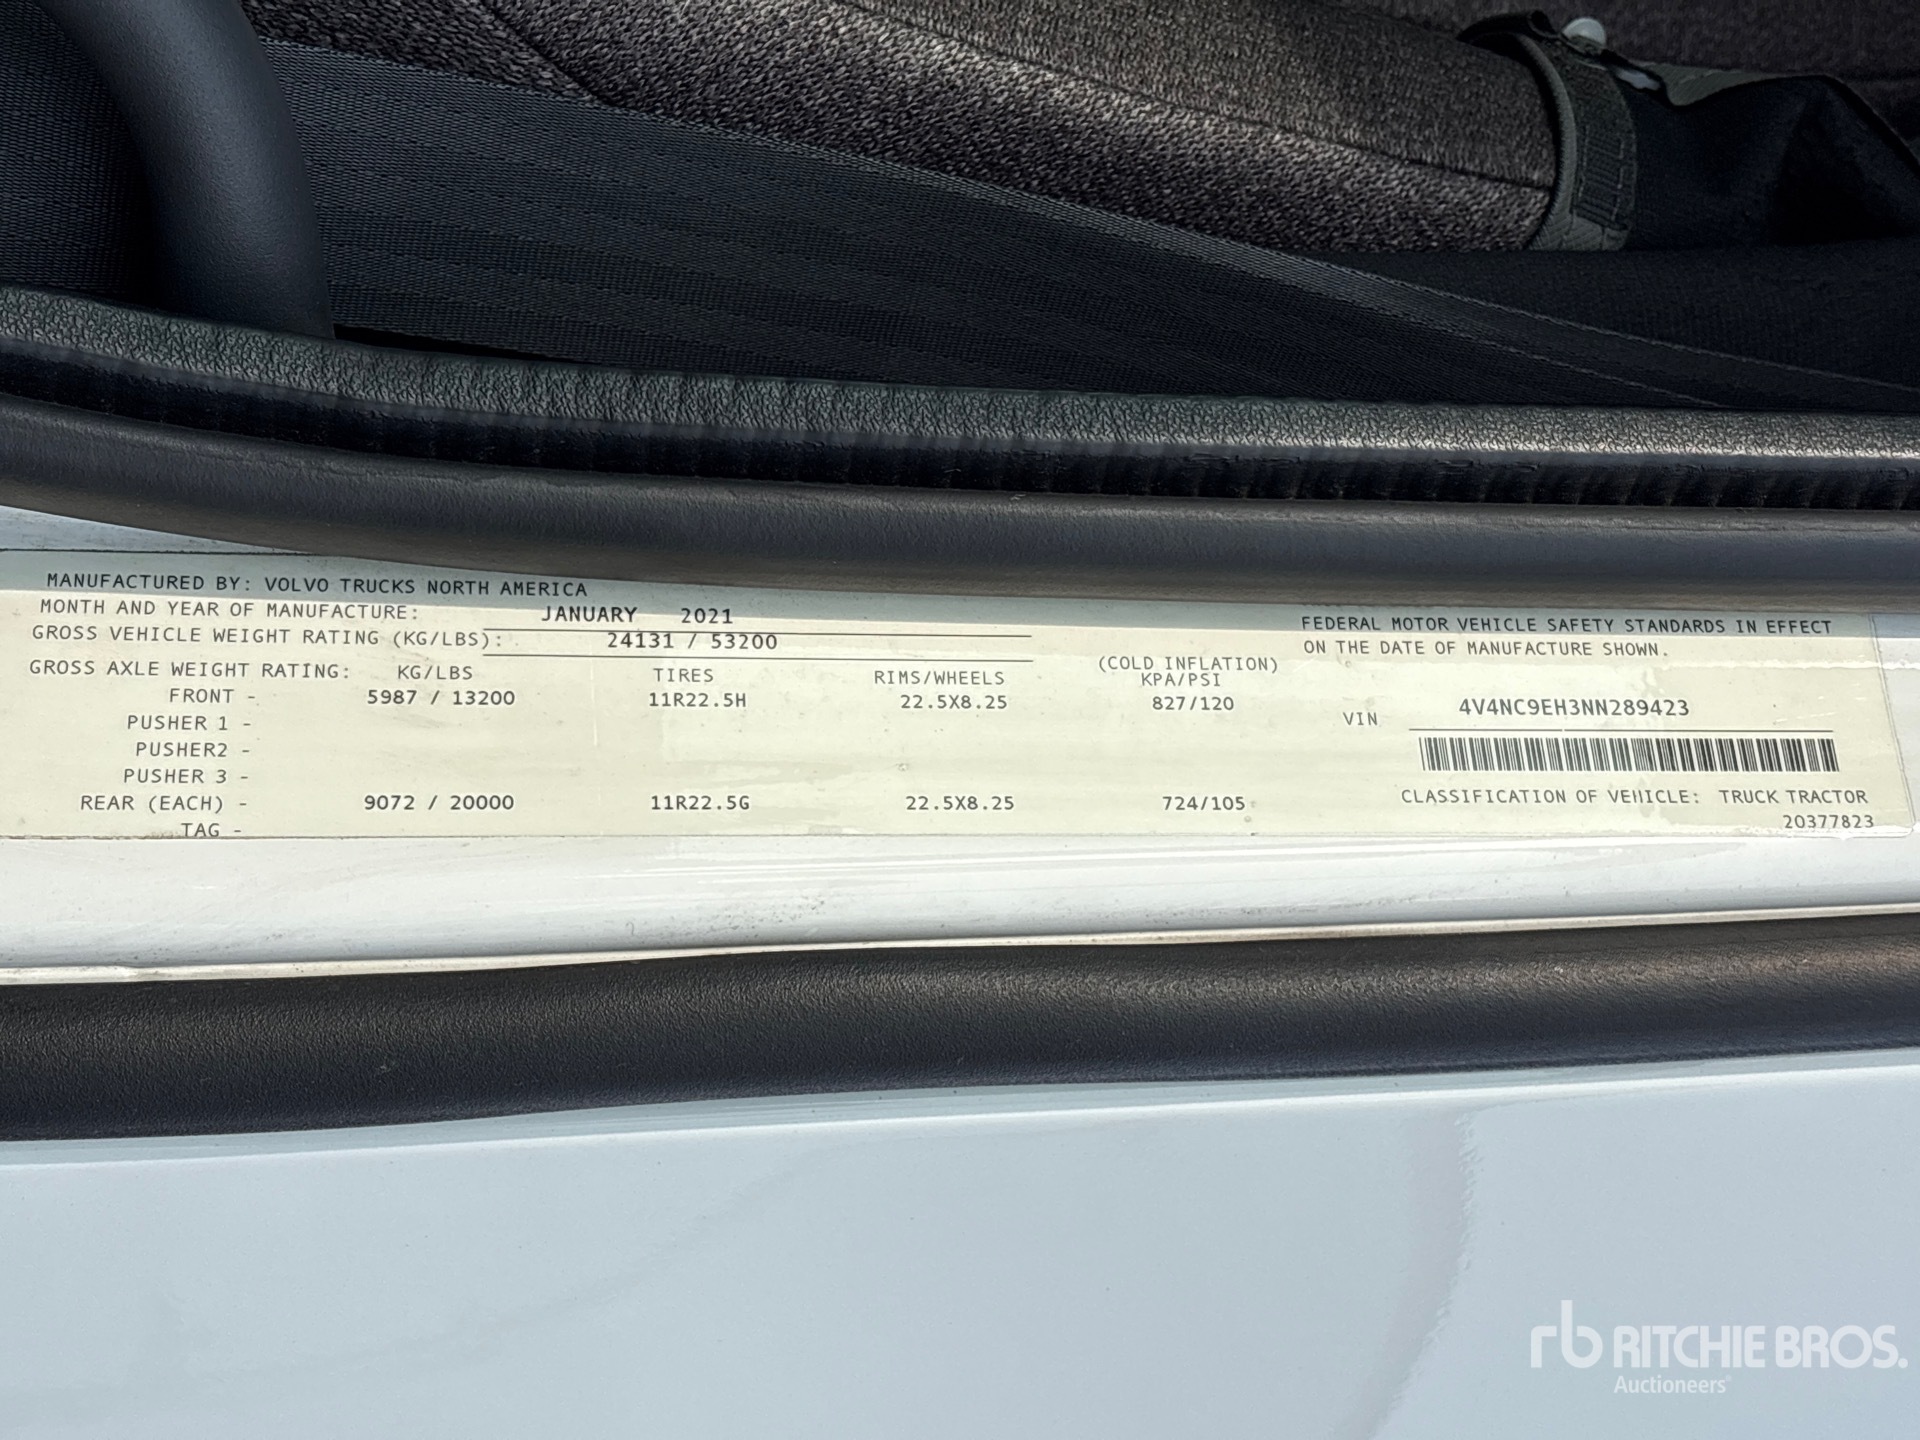 MANUFACTURED BY: VOLVO TRUCKS NORTH AMERICA
MONTH AND YEAR OF MANUFACTURE: JANUARY 2021
GROSS VEHICLE WEIGHT RATING (KG/LBS): 24131 / 53200
GROSS AXLE WEIGHT RATING: KG/LBS TIRES RIMS/WHEELS (COLD INFLATION) KPA/PSI
FRONT - 5987 / 13200 11R22.5H 22.5X8.25 827/120
PUSHER 1 -
PUSHER2 -
PUSHER 3 -
REAR (EACH) - 9072 / 20000 11R22.5G 22.5X8.25 724/105
TAG -
FEDERAL MOTOR VEHICLE SAFETY STANDARDS IN EFFECT
ON THE DATE OF MANUFACTURE SHOWN.
VIN 4V4NC9EH3NN289423
CLASSIFICATION OF VEHICLE: TRUCK TRACTOR
20377823
rb RITCHIE BROS.
Auctioneers